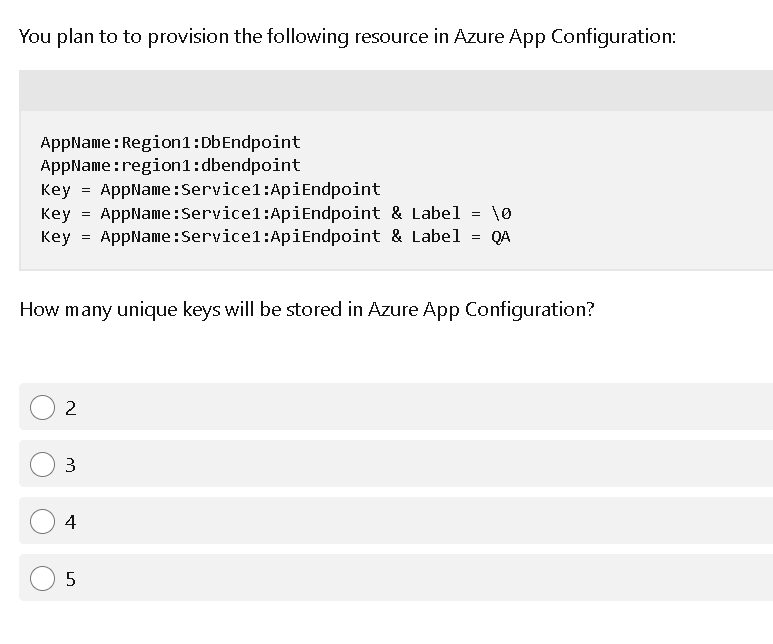 You plan to to provision the following resource in Azure App Configuration:
AppName:Region1:DbEndpoint
AppName:region1:dbendpoint
Key = AppName:Service1:ApiEndpoint
Key = AppName:Service1:ApiEndpoint & Label = \0
Key = AppName:Service1:ApiEndpoint & Label = QA
How many unique keys will be stored in Azure App Configuration?
2
3
4
5